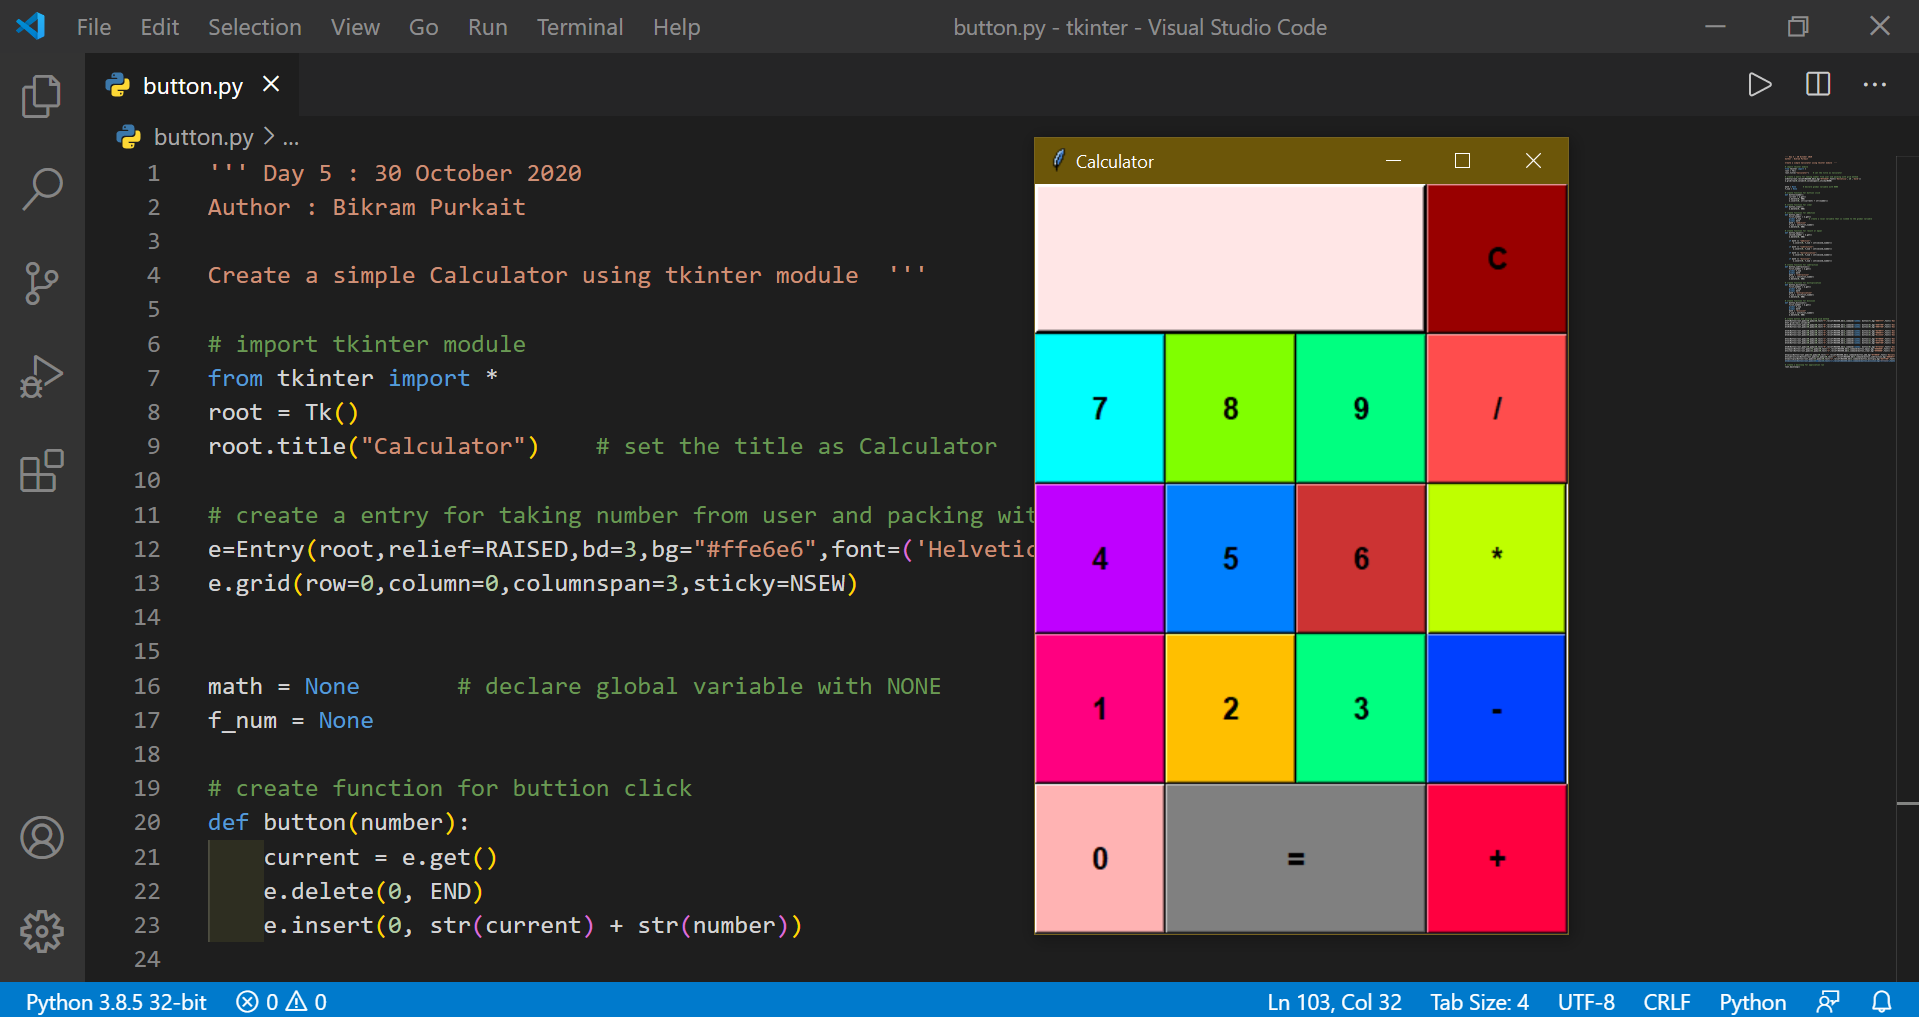 File Edit Selection View Go Run Terminal Help button.py - tkinter - Visual Studio Code
button.py
button.py > ...
1 ''' Day 5 : 30 October 2020
2 Author : Bikram Purkait
3
4 Create a simple Calculator using tkinter module  '''
5
6 # import tkinter module
7 from tkinter import *
8 root = Tk()
9 root.title("Calculator")    # set the title as Calculator
10
11 # create a entry for taking number from user and packing wit
12 e=Entry(root,relief=RAISED,bd=3,bg="#ffe6e6",font=('Helvetic
13 e.grid(row=0,column=0,columnspan=3,sticky=NSEW)
14
15
16 math = None       # declare global variable with NONE
17 f_num = None
18
19 # create function for buttion click
20 def button(number):
21     current = e.get()
22     e.delete(0, END)
23     e.insert(0, str(current) + str(number))
24
Calculator
C
7 8 9 /
4 5 6 *
1 2 3 -
0 = +
Python 3.8.5 32-bit 0 0 Ln 103, Col 32 Tab Size: 4 UTF-8 CRLF Python